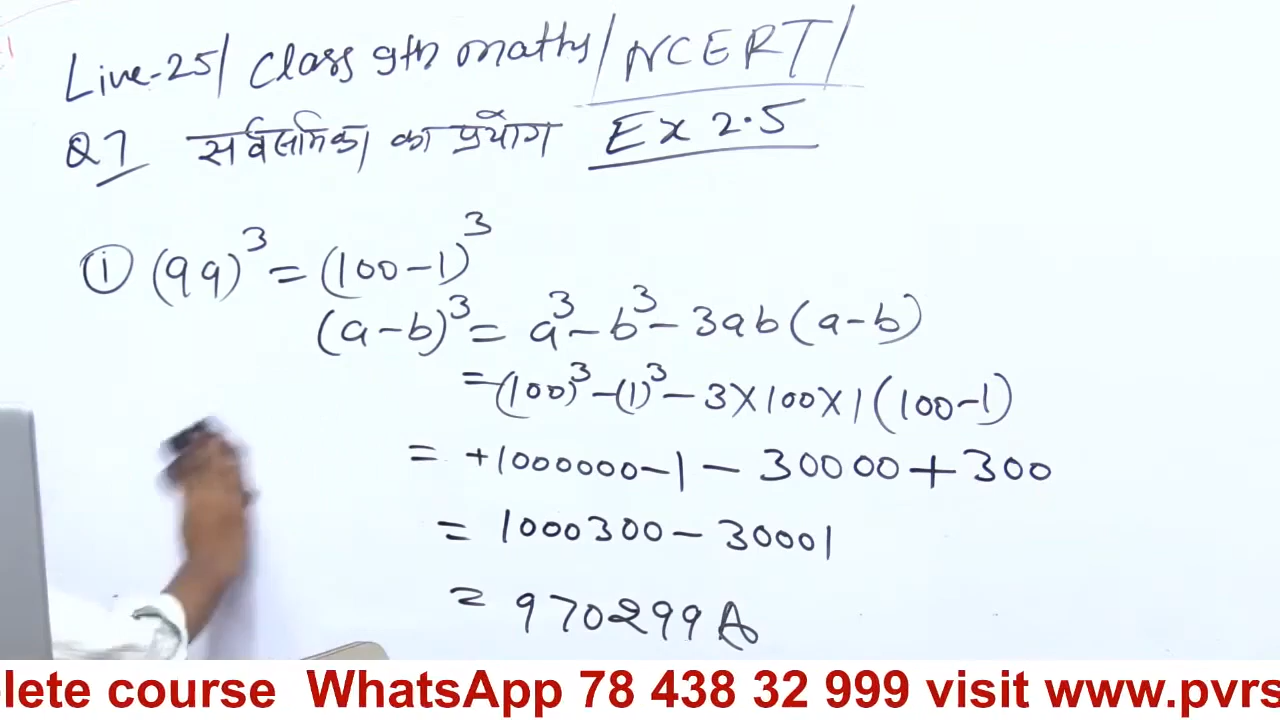 Live-25/ Class 9th maths/NCERT/
Q7 सर्वसमिका का प्रयोग Ex 2.5
① (99)³ = (100-1)³
(a-b)³ = a³-b³-3ab(a-b)
=(100)³-(1)³-3×100×1(100-1)
= +1000000-1-30000+300
= 1000300-30001
= 970299 A
lete course WhatsApp 78 438 32 999 visit www.pvrs